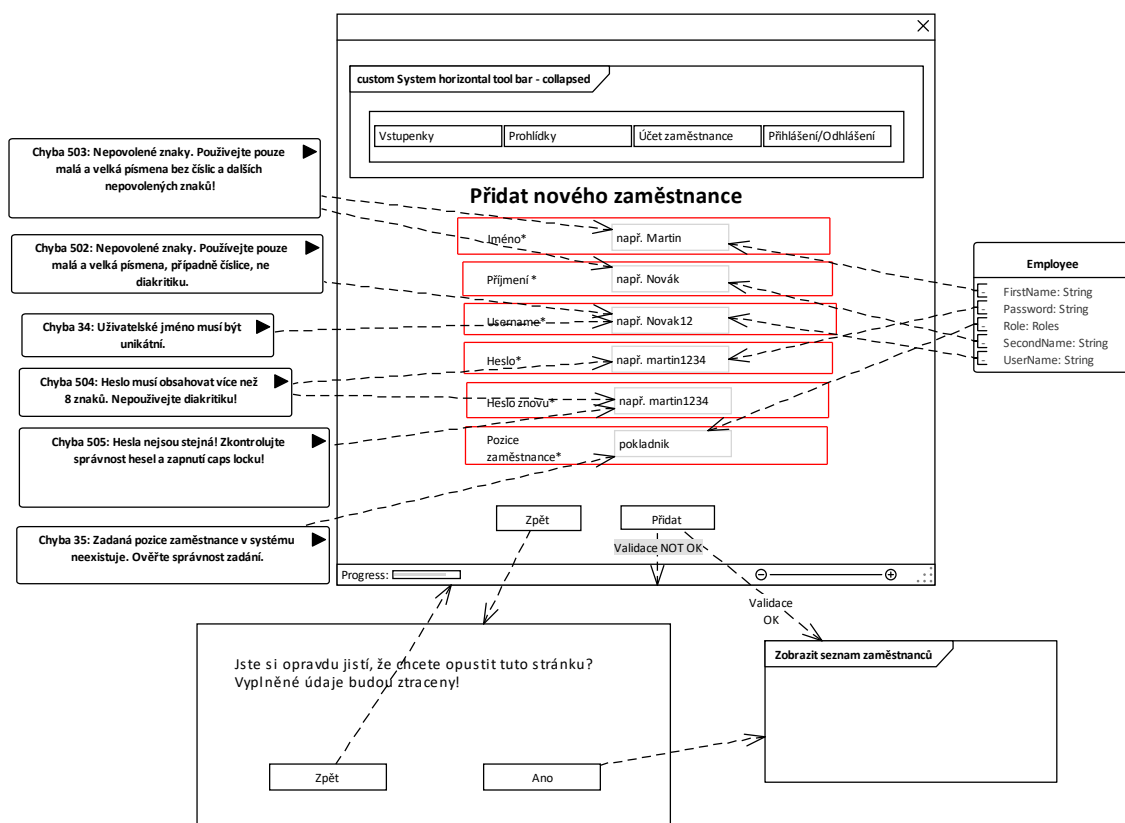 custom System horizontal tool bar - collapsed
Vstupenky
Prohlídky
Účet zaměstnance
Přihlášení/Odhlášení
Chyba 503: Nepovolené znaky. Používejte pouze
malá a velká písmena bez číslic a dalších
nepovolených znaků!
Přidat nového zaměstnance
Jméno*
např. Martin
Chyba 502: Nepovolené znaky. Používejte pouze
malá a velká písmena, případně číslice, ne
diakritiku.
Příjmení *
např. Novák
Chyba 34: Uživatelské jméno musí být
unikátní.
Username*
např. Novak12
Heslo*
např. martin1234
Chyba 504: Heslo musí obsahovat více než
8 znaků. Nepouživejte diakritiku!
Heslo znovu*
např. martin1234
Chyba 505: Hesla nejsou stejná! Zkontrolujte
správnost hesel a zapnutí caps locku!
Pozice
zaměstnance*
pokladnik
Chyba 35: Zadaná pozice zaměstnance v systému
neexistuje. Ověřte správnost zadání.
Employee
- FirstName: String
- Password: String
- Role: Roles
- SecondName: String
- UserName: String
Zpět
Přidat
Validace NOT OK
Progress:
Validace
OK
Jste si opravdu jistí, že chcete opustit tuto stránku?
Vyplněné údaje budou ztraceny!
Zpět
Ano
Zobrazit seznam zaměstnanců